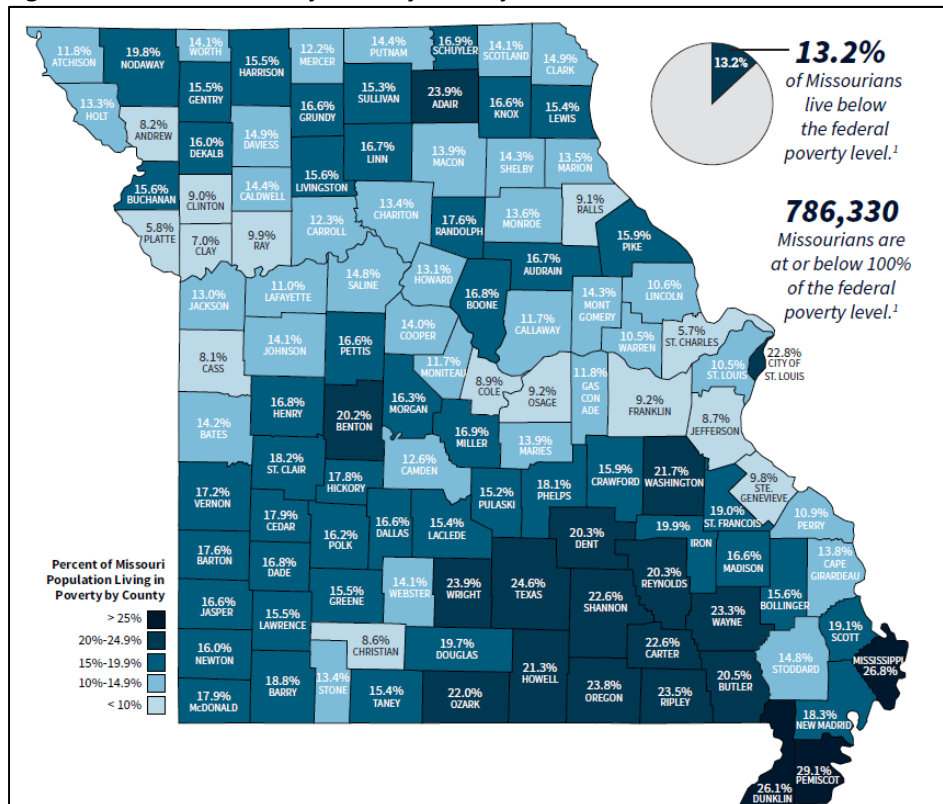 11.8%
ATCHISON
19.8%
NODAWAY
14.1%
WORTH
15.5%
HARRISON
12.2%
MERCER
14.4%
PUTNAM
16.9%
SCHUYLER
14.1%
SCOTLAND
14.9%
CLARK
13.3%
HOLT
8.2%
ANDREW
15.5%
GENTRY
16.6%
GRUNDY
15.3%
SULLIVAN
23.9%
ADAIR
16.6%
KNOX
15.4%
LEWIS
16.0%
DEKALB
14.9%
DAVIESS
15.6%
LIVINGSTON
16.7%
LINN
13.9%
MACON
14.3%
SHELBY
13.5%
MARION
15.6%
BUCHANAN
9.0%
CLINTON
14.4%
CALDWELL
12.3%
CARROLL
13.4%
CHARITON
17.6%
RANDOLPH
13.6%
MONROE
9.1%
RALLS
15.9%
PIKE
5.8%
PLATTE
7.0%
CLAY
9.9%
RAY
14.8%
SALINE
13.1%
HOWARD
16.8%
BOONE
16.7%
AUDRAIN
14.3%
MONT
GOMERY
10.6%
LINCOLN
13.0%
JACKSON
11.0%
LAFAYETTE
14.0%
COOPER
11.7%
CALLAWAY
10.5%
WARREN
5.7%
ST. CHARLES
10.5%
ST. LOUIS
22.8%
CITY OF
ST. LOUIS
8.1%
CASS
14.1%
JOHNSON
16.6%
PETTIS
11.7%
MONITEAU
8.9%
COLE
9.2%
OSAGE
11.8%
GAS
CON
ADE
9.2%
FRANKLIN
8.7%
JEFFERSON
14.2%
BATES
16.8%
HENRY
20.2%
BENTON
16.3%
MORGAN
16.9%
MILLER
13.9%
MARIES
12.6%
CAMDEN
17.2%
VERNON
18.2%
ST. CLAIR
17.8%
HICKORY
15.2%
PULASKI
18.1%
PHELPS
15.9%
CRAWFORD
21.7%
WASHINGTON
9.8%
STE.
GENEVIEVE
19.0%
ST. FRANCOIS
10.9%
PERRY
17.9%
CEDAR
16.2%
POLK
16.6%
DALLAS
15.4%
LACLEDE
20.3%
DENT
19.9%
IRON
16.6%
MADISON
13.8%
CAPE
GIRARDEAU
17.6%
BARTON
16.8%
DADE
15.5%
GREENE
14.1%
WEBSTER
23.9%
WRIGHT
24.6%
TEXAS
22.6%
SHANNON
20.3%
REYNOLDS
23.3%
WAYNE
15.6%
BOLLINGER
19.1%
SCOTT
16.6%
JASPER
15.5%
LAWRENCE
8.6%
CHRISTIAN
19.7%
DOUGLAS
21.3%
HOWELL
22.6%
CARTER
20.5%
BUTLER
14.8%
STODDARD
MISSISSIPPI
26.8%
16.0%
NEWTON
18.8%
BARRY
13.4%
STONE
15.4%
TANEY
22.0%
OZARK
23.8%
OREGON
23.5%
RIPLEY
18.3%
NEW MADRID
17.9%
McDONALD
26.1%
DUNKLIN
29.1%
PEMISCOT
13.2%
13.2%
of Missourians
live below
the federal
poverty level.¹
786,330
Missourians are
at or below 100%
of the federal
poverty level.¹
Percent of Missouri
Population Living in
Poverty by County
> 25%
20%-24.9%
15%-19.9%
10%-14.9%
< 10%